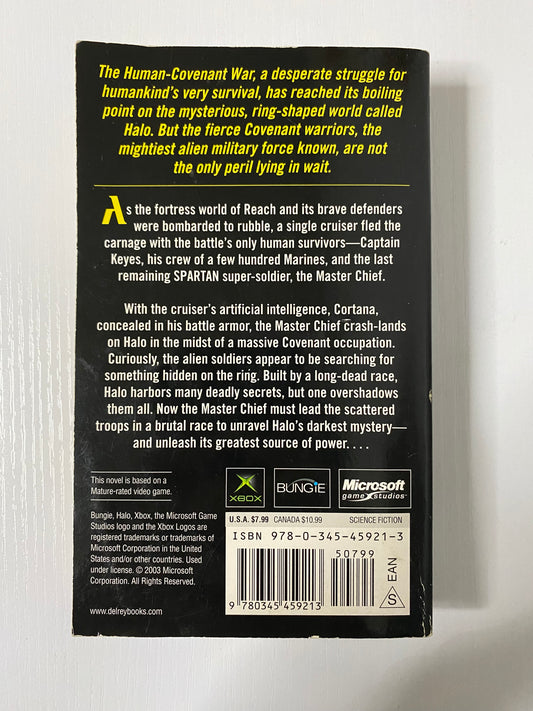 The Human-Covenant War, a desperate struggle for
humankind's very survival, has reached its boiling
point on the mysterious, ring-shaped world called
Halo. But the fierce Covenant warriors, the
mightiest alien military force known, are not
the only peril lying in wait.
As the fortress world of Reach and its brave defenders
were bombarded to rubble, a single cruiser fled the
carnage with the battle's only human survivors—Captain
Keyes, his crew of a few hundred Marines, and the last
remaining SPARTAN super-soldier, the Master Chief.
With the cruiser's artificial intelligence, Cortana,
concealed in his battle armor, the Master Chief crash-lands
on Halo in the midst of a massive Covenant occupation.
Curiously, the alien soldiers appear to be searching for
something hidden on the ring. Built by a long-dead race,
Halo harbors many deadly secrets, but one overshadows
them all. Now the Master Chief must lead the scattered
troops in a brutal race to unravel Halo's darkest mystery—
and unleash its greatest source of power. . . .
This novel is based on a
Mature-rated video game.
XBOX
BUNGIE
Microsoft
game studios
Bungie, Halo, Xbox, the Microsoft Game
Studios logo and the Xbox Logos are
registered trademarks or trademarks of
Microsoft Corporation in the United
States and/or other countries. Used
under license. © 2003 Microsoft
Corporation. All Rights Reserved.
www.delreybooks.com
U.S.A. $7.99 CANADA $10.99 SCIENCE FICTION
ISBN 978-0-345-45921-3
50799
9 780345 459213
S EAN